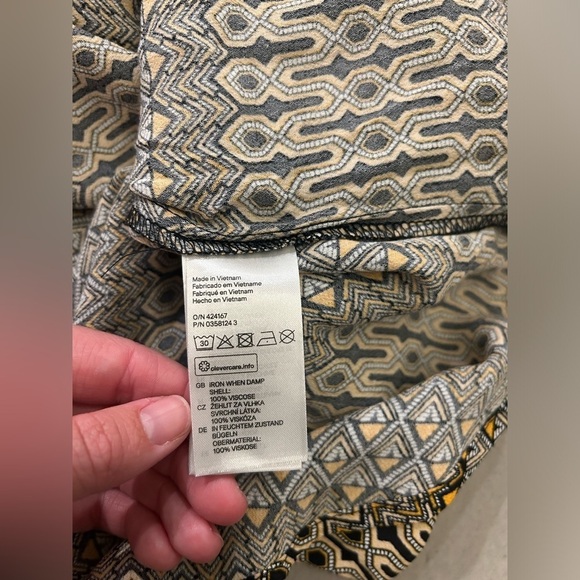 Made in Vietnam
Fabricado em Vietname
Fabriqué en Vietnam
Hecho en Vietnam
O/N 424167
P/N 0358124 3
30
clevercare.info
GB IRON WHEN DAMP
SHELL:
100% VISCOSE
CZ ŽEHLIT ZA VLHKA
SVRCHNÍ LÁTKA:
100% VISKÓZA
DE IN FEUCHTEM ZUSTAND
BÜGELN
OBERMATERIAL:
100% VISKOSE